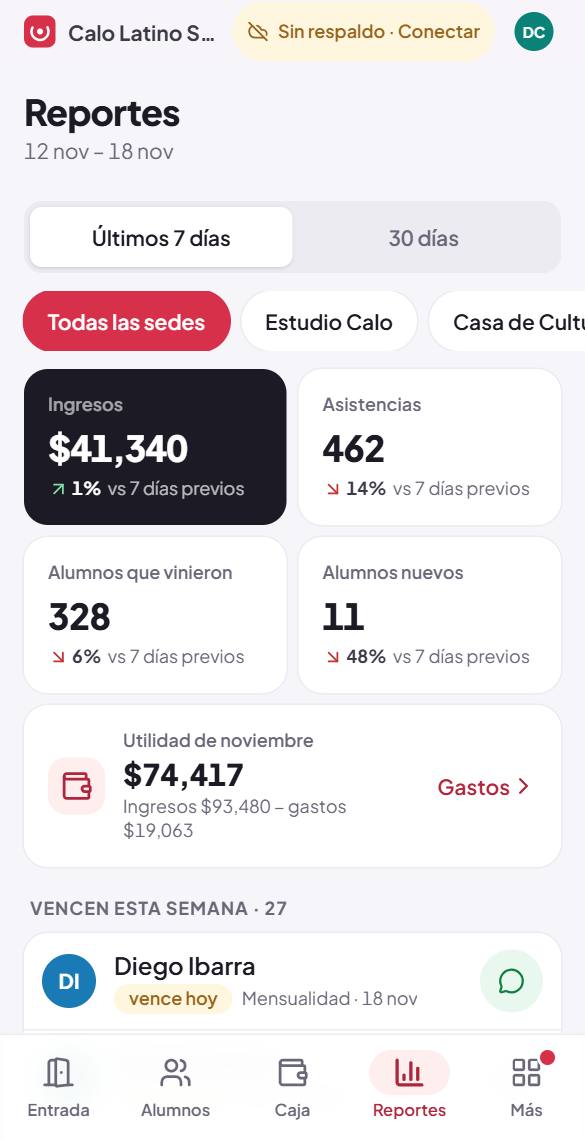 Calo Latino S...
Sin respaldo · Conectar
DC
Reportes
12 nov – 18 nov
Últimos 7 días
30 días
Todas las sedes
Estudio Calo
Casa de Cultu
Ingresos
$41,340
1% vs 7 días previos
Asistencias
462
14% vs 7 días previos
Alumnos que vinieron
328
6% vs 7 días previos
Alumnos nuevos
11
48% vs 7 días previos
Utilidad de noviembre
$74,417
Ingresos $93,480 – gastos
$19,063
Gastos
VENCEN ESTA SEMANA · 27
DI
Diego Ibarra
vence hoy
Mensualidad · 18 nov
Entrada
Alumnos
Caja
Reportes
Más